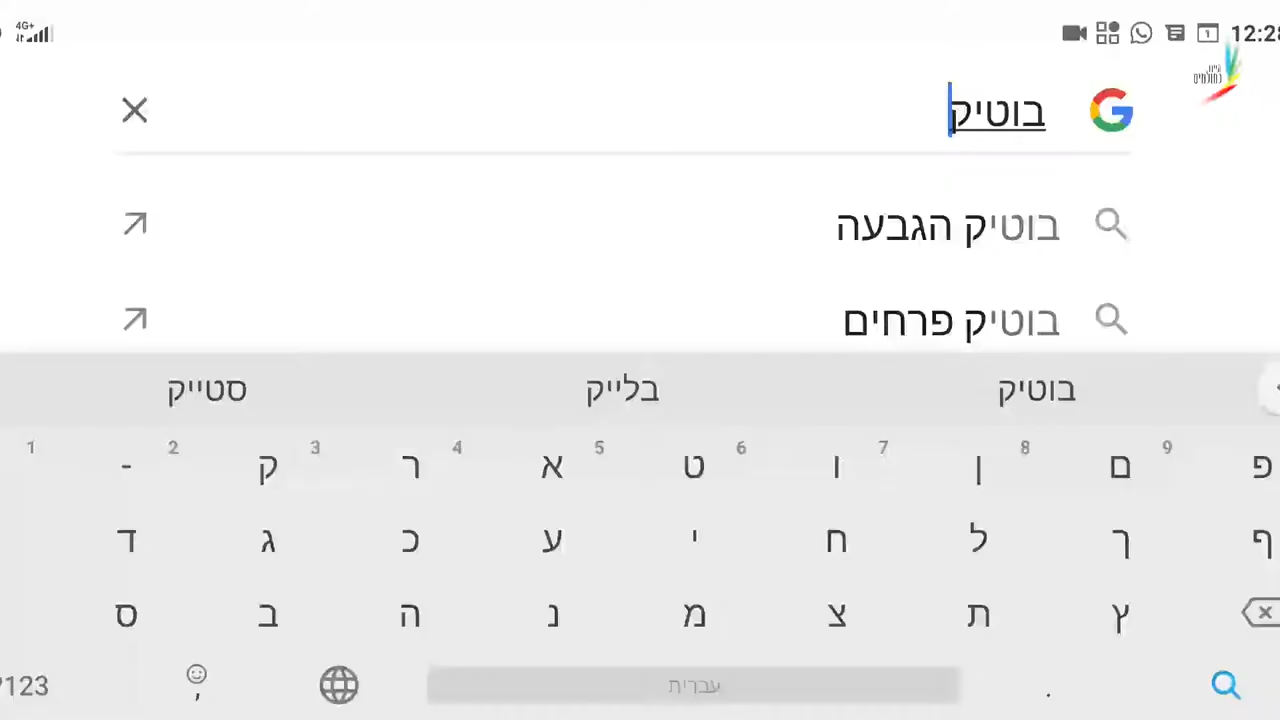 4G+ 12:28
בוטיק
בוטיק הגבעה
בוטיק פרחים
בוטיק בלייק סטייק
1 2 3 4 5 6 7 8 9
- ק ר א ט ו ן ם פ
ד ג כ ע י ח ל ך ף
ס ב ה נ מ צ ת ץ
?123 , עברית .